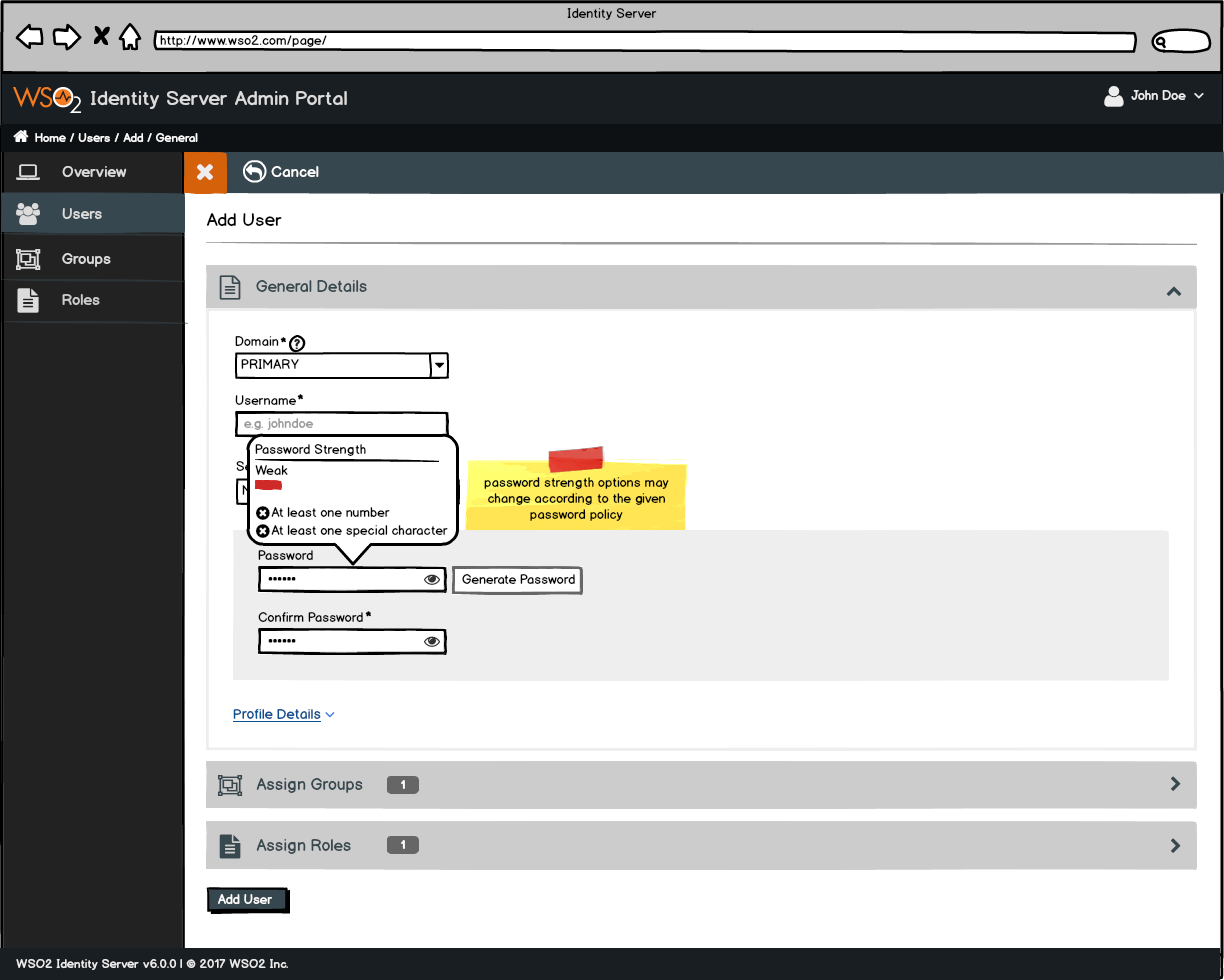 Identity Server
http://www.wso2.com/page/
WSO2 Identity Server Admin Portal
John Doe
Home / Users / Add / General
Overview
Cancel
Users
Groups
Roles
Add User
General Details
Domain* ?
PRIMARY
Username*
e.g. johndoe
Password Strength
Weak
At least one number
At least one special character
password strength options may
change according to the given
password policy
Password
••••••
Generate Password
Confirm Password*
••••••
Profile Details
Assign Groups 1
Assign Roles 1
Add User
WSO2 Identity Server v6.0.0 | © 2017 WSO2 Inc.